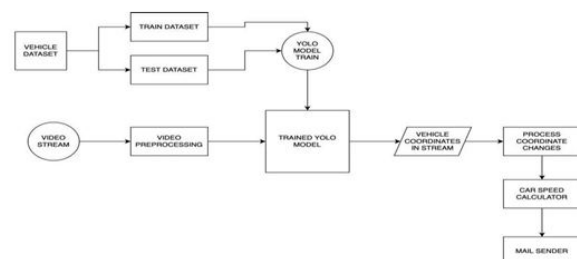 VEHICLE
DATASET
TRAIN DATASET
TEST DATASET
YOLO
MODEL
TRAIN
VIDEO
STREAM
VIDEO
PREPROCESSING
TRAINED YOLO
MODEL
VEHICLE
COORDINATES
IN STREAM
PROCESS
COORDINATE
CHANGES
CAR SPEED
CALCULATOR
MAIL SENDER